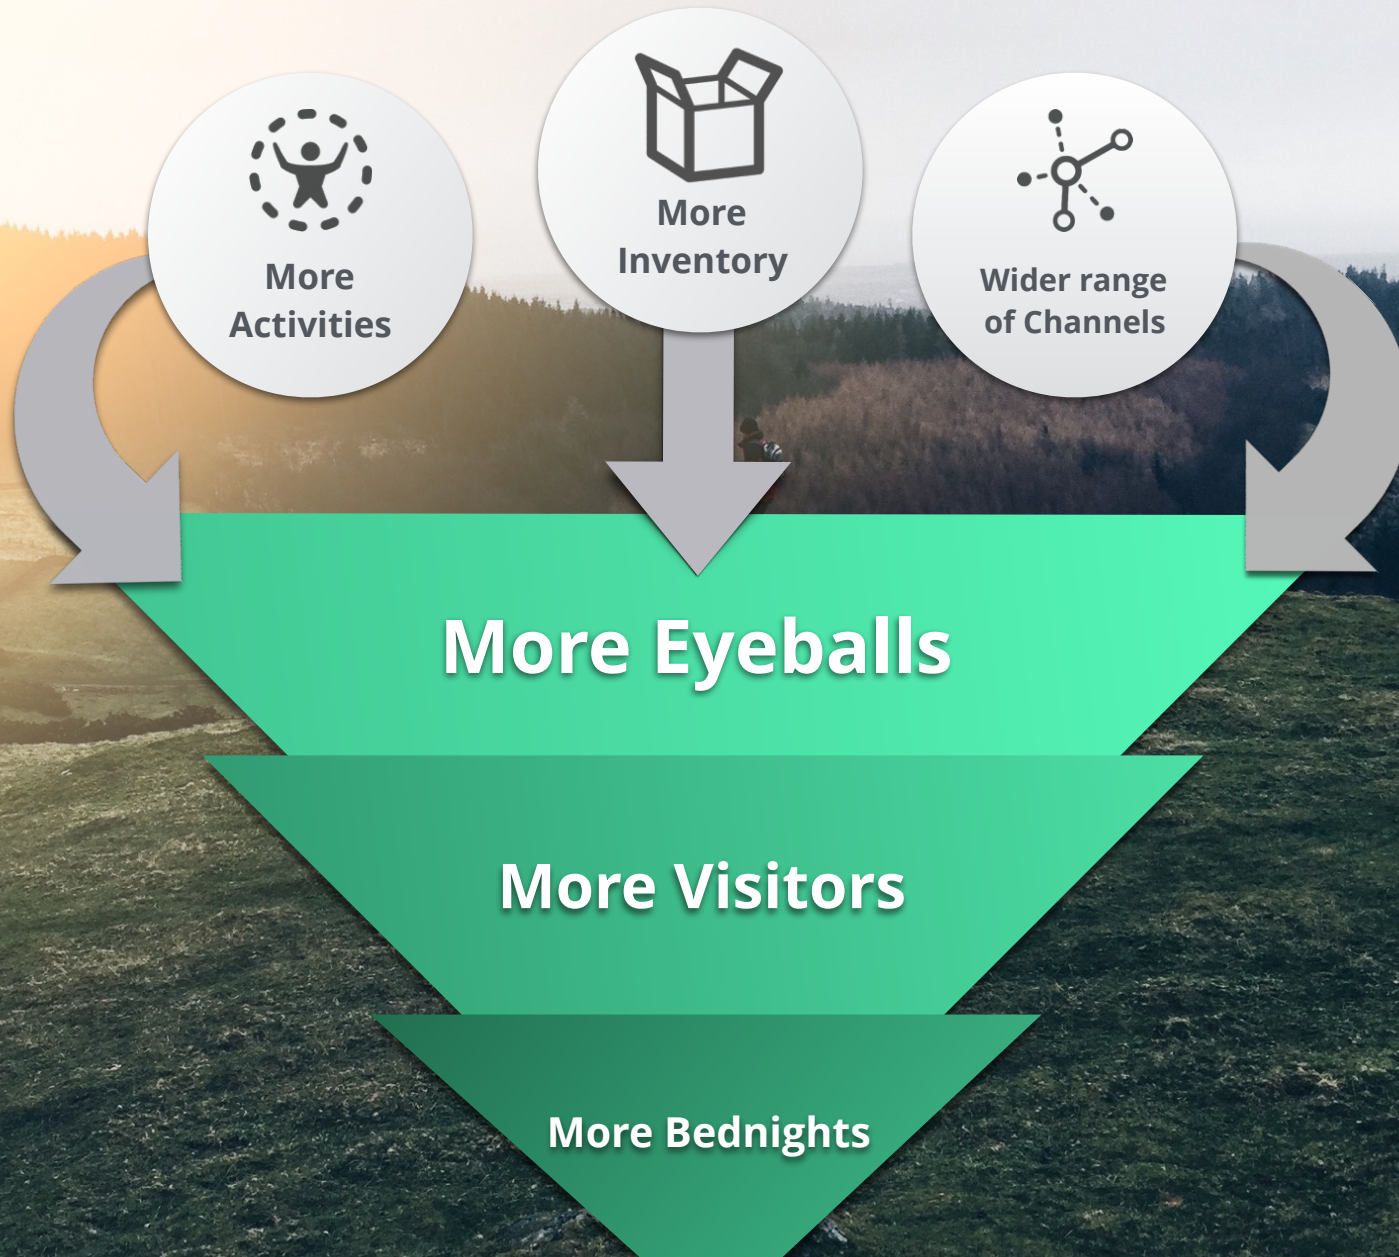 More
Activities
More
Inventory
Wider range
of Channels
More Eyeballs
More Visitors
More Bednights